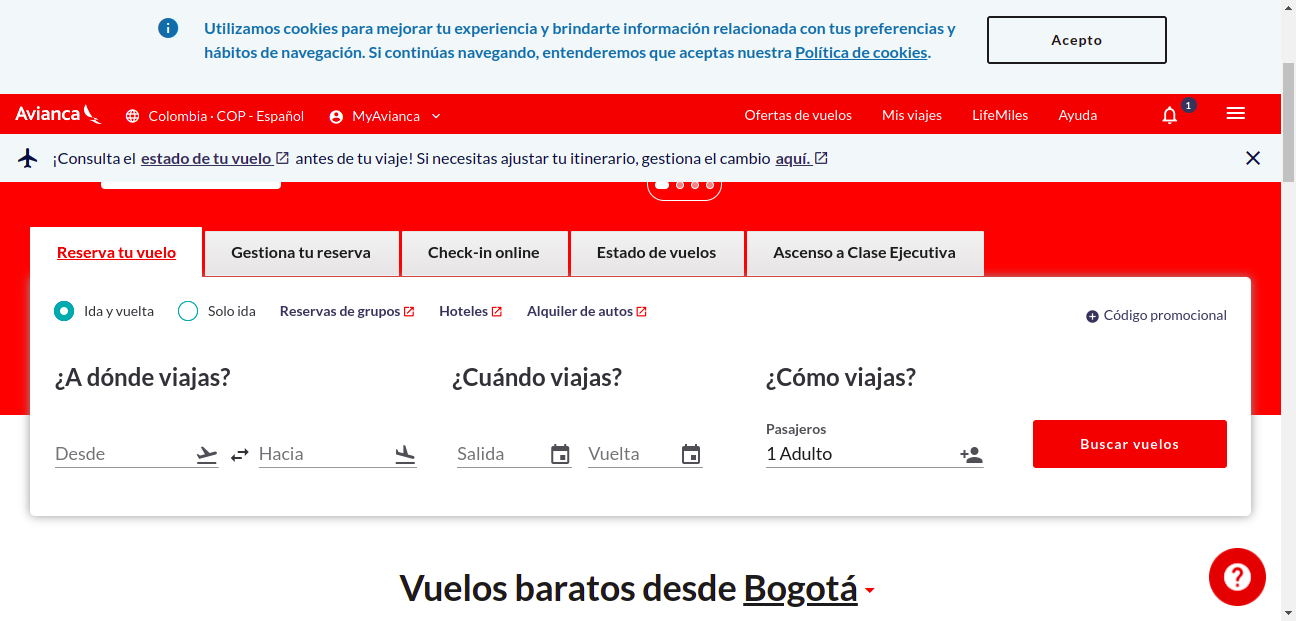 Utilizamos cookies para mejorar tu experiencia y brindarte información relacionada con tus preferencias y
hábitos de navegación. Si continúas navegando, entenderemos que aceptas nuestra Política de cookies.
Acepto
Avianca
Colombia · COP - Español
MyAvianca
Ofertas de vuelos
Mis viajes
LifeMiles
Ayuda
1
¡Consulta el estado de tu vuelo antes de tu viaje! Si necesitas ajustar tu itinerario, gestiona el cambio aquí.
Reserva tu vuelo
Gestiona tu reserva
Check-in online
Estado de vuelos
Ascenso a Clase Ejecutiva
Ida y vuelta
Solo ida
Reservas de grupos
Hoteles
Alquiler de autos
Código promocional
¿A dónde viajas?
¿Cuándo viajas?
¿Cómo viajas?
Pasajeros
Desde
Hacia
Salida
Vuelta
1 Adulto
Buscar vuelos
Vuelos baratos desde Bogotá